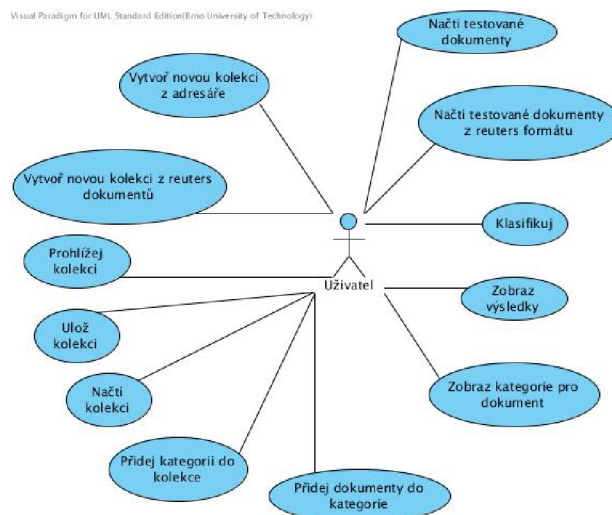 Visual Paradigm for UML Standard Edition(Brno University of Technology)
Načti testované
dokumenty
Vytvoř novou kolekci
z adresáře
Načti testované dokumenty
z reuters formátu
Vytvoř novou kolekci z reuters
dokumentů
Klasifikuj
Prohlížej
kolekci
Uživatel
Zobraz
výsledky
Ulož
kolekci
Načti
kolekci
Zobraz kategorie pro
dokument
Přidej kategorii do
kolekce
Přidej dokumenty do
kategorie